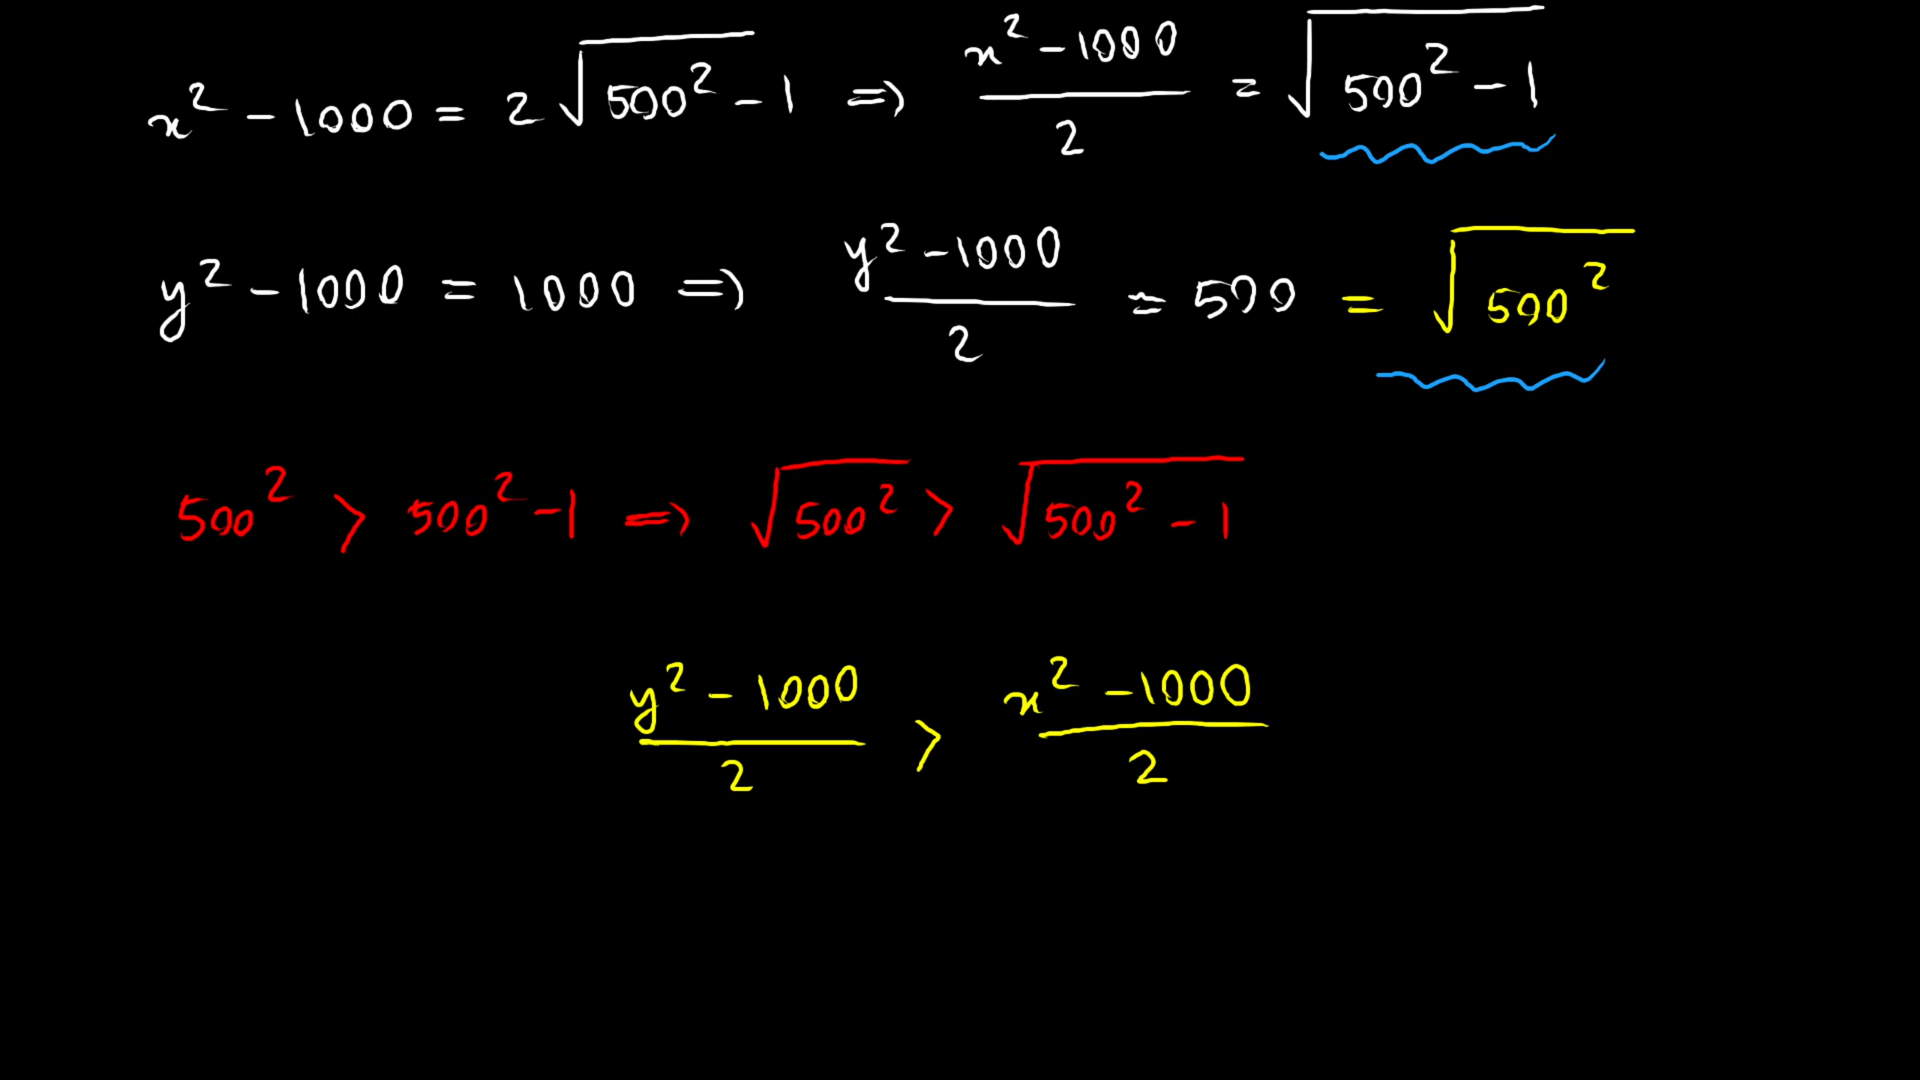 x² - 1000 = 2√(500² - 1) => (x² - 1000)/2 = √(500² - 1)
y² - 1000 = 1000 => (y² - 1000)/2 = 500 = √(500²)
500² > 500² - 1 => √(500²) > √(500² - 1)
(y² - 1000)/2 > (x² - 1000)/2